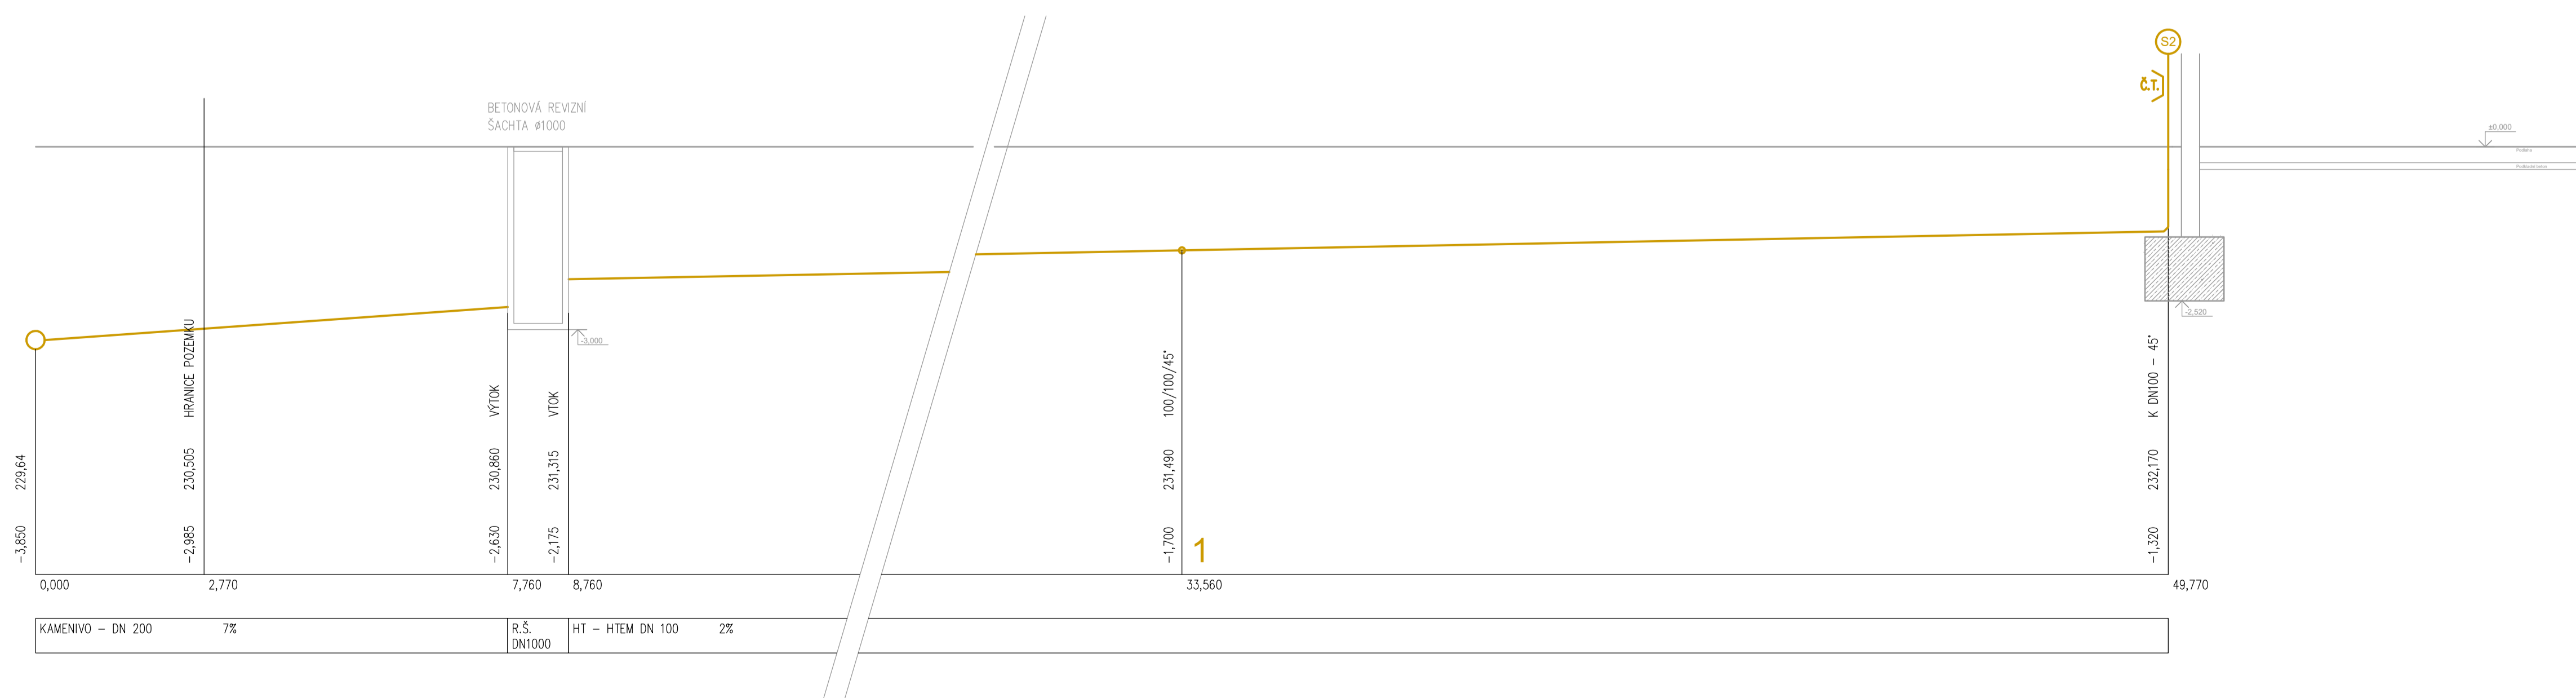 S2
Č.T.
BETONOVÁ REVIZNÍ
ŠACHTA ø1000
±0,000
Podlaha
Podkladní beton
-2,520
-3,000
-3,850 229,64
-2,985 230,505 HRANICE POZEMKU
-2,630 230,860 VÝTOK
-2,175 231,315 VTOK
-1,700 231,490 100/100/45°
1
-1,320 232,170 K DN100 - 45°
0,000 2,770 7,760 8,760 33,560 49,770
KAMENIVO - DN 200 7% R.Š. HT - HTEM DN 100 2%
DN1000